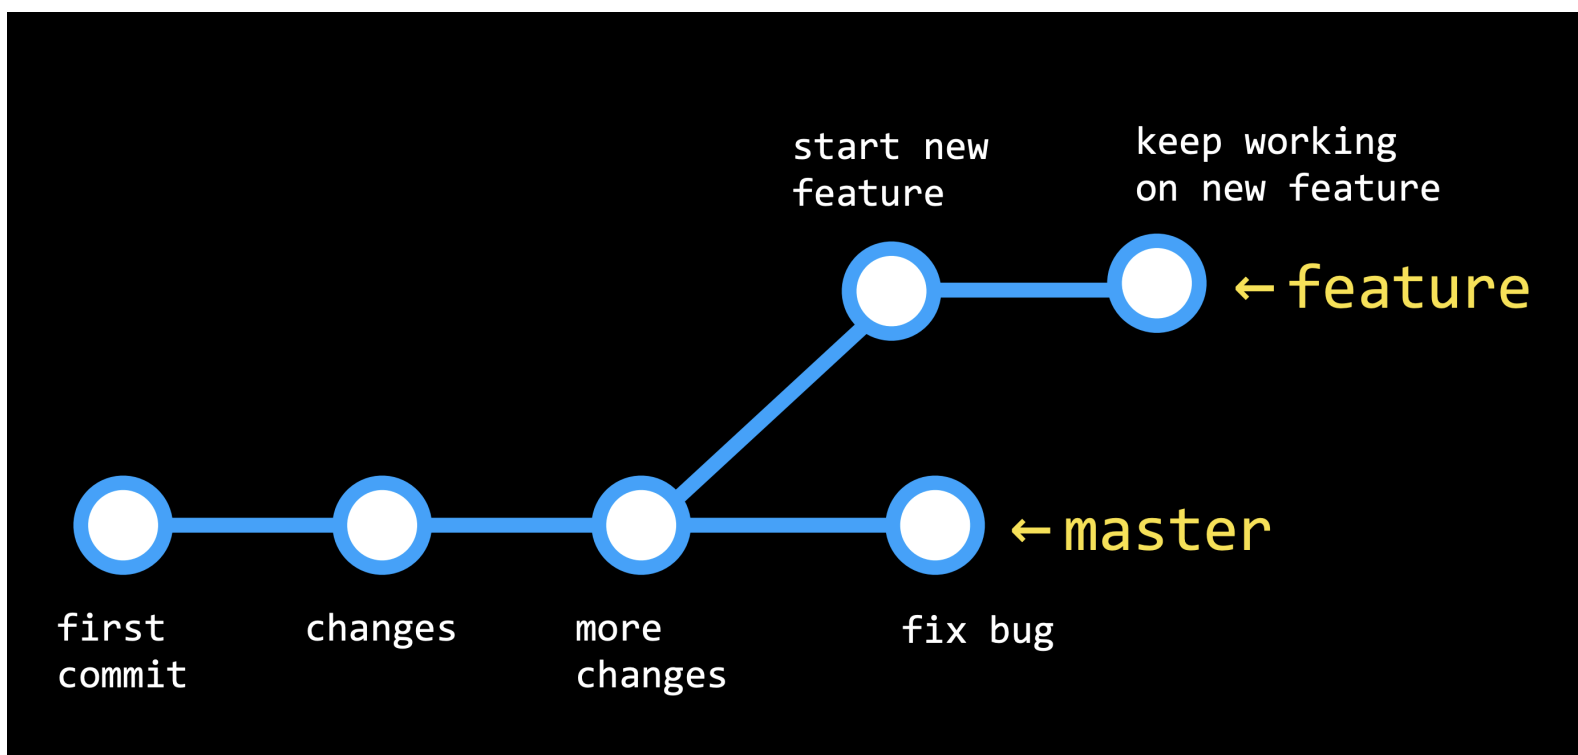 start new
feature
keep working
on new feature
←feature
←master
first
commit
changes
more
changes
fix bug